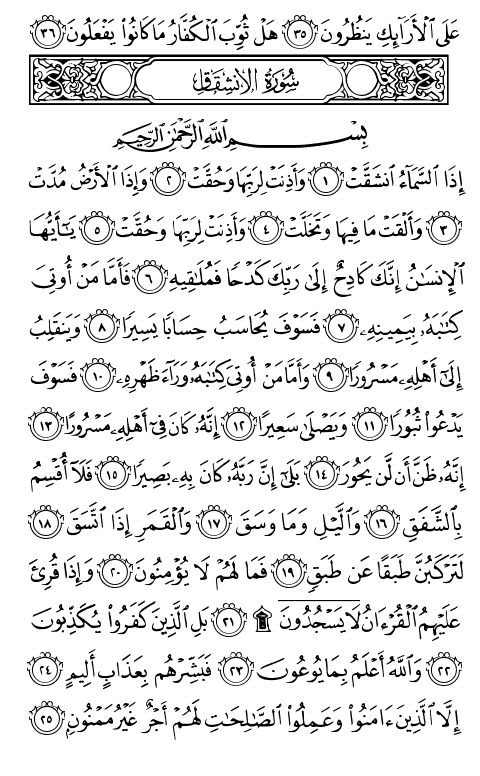 عَلَى ٱلْأَرَآئِكِ يَنظُرُونَ ٣٥ هَلْ ثُوِّبَ ٱلْكُفَّارُ مَا كَانُوا۟ يَفْعَلُونَ ٣٦
سُورَةُ الانشِقَاقِ
بِسْمِ ٱللَّهِ ٱلرَّحْمَٰنِ ٱلرَّحِيمِ
إِذَا ٱلسَّمَآءُ ٱنشَقَّتْ ١ وَأَذِنَتْ لِرَبِّهَا وَحُقَّتْ ٢ وَإِذَا ٱلْأَرْضُ مُدَّتْ
٣ وَأَلْقَتْ مَا فِيهَا وَتَخَلَّتْ ٤ وَأَذِنَتْ لِرَبِّهَا وَحُقَّتْ ٥ يَٰٓأَيُّهَا
ٱلْإِنسَٰنُ إِنَّكَ كَادِحٌ إِلَىٰ رَبِّكَ كَدْحًا فَمُلَٰقِيهِ ٦ فَأَمَّا مَنْ أُوتِىَ
كِتَٰبَهُۥ بِيَمِينِهِۦ ٧ فَسَوْفَ يُحَاسَبُ حِسَابًا يَسِيرًا ٨ وَيَنقَلِبُ
إِلَىٰٓ أَهْلِهِۦ مَسْرُورًا ٩ وَأَمَّا مَنْ أُوتِىَ كِتَٰبَهُۥ وَرَآءَ ظَهْرِهِۦ ١٠ فَسَوْفَ
يَدْعُوا۟ ثُبُورًا ١١ وَيَصْلَىٰ سَعِيرًا ١٢ إِنَّهُۥ كَانَ فِىٓ أَهْلِهِۦ مَسْرُورًا ١٣
إِنَّهُۥ ظَنَّ أَن لَّن يَحُورَ ١٤ بَلَىٰٓ إِنَّ رَبَّهُۥ كَانَ بِهِۦ بَصِيرًا ١٥ فَلَآ أُقْسِمُ
بِٱلشَّفَقِ ١٦ وَٱلَّيْلِ وَمَا وَسَقَ ١٧ وَٱلْقَمَرِ إِذَا ٱتَّسَقَ ١٨
لَتَرْكَبُنَّ طَبَقًا عَن طَبَقٍ ١٩ فَمَا لَهُمْ لَا يُؤْمِنُونَ ٢٠ وَإِذَا قُرِئَ
عَلَيْهِمُ ٱلْقُرْءَانُ لَا يَسْجُدُونَ ۩ ٢١ بَلِ ٱلَّذِينَ كَفَرُوا۟ يُكَذِّبُونَ
٢٢ وَٱللَّهُ أَعْلَمُ بِمَا يُوعُونَ ٢٣ فَبَشِّرْهُم بِعَذَابٍ أَلِيمٍ ٢٤
إِلَّا ٱلَّذِينَ ءَامَنُوا۟ وَعَمِلُوا۟ ٱلصَّٰلِحَٰتِ لَهُمْ أَجْرٌ غَيْرُ مَمْنُونٍۭ ٢٥